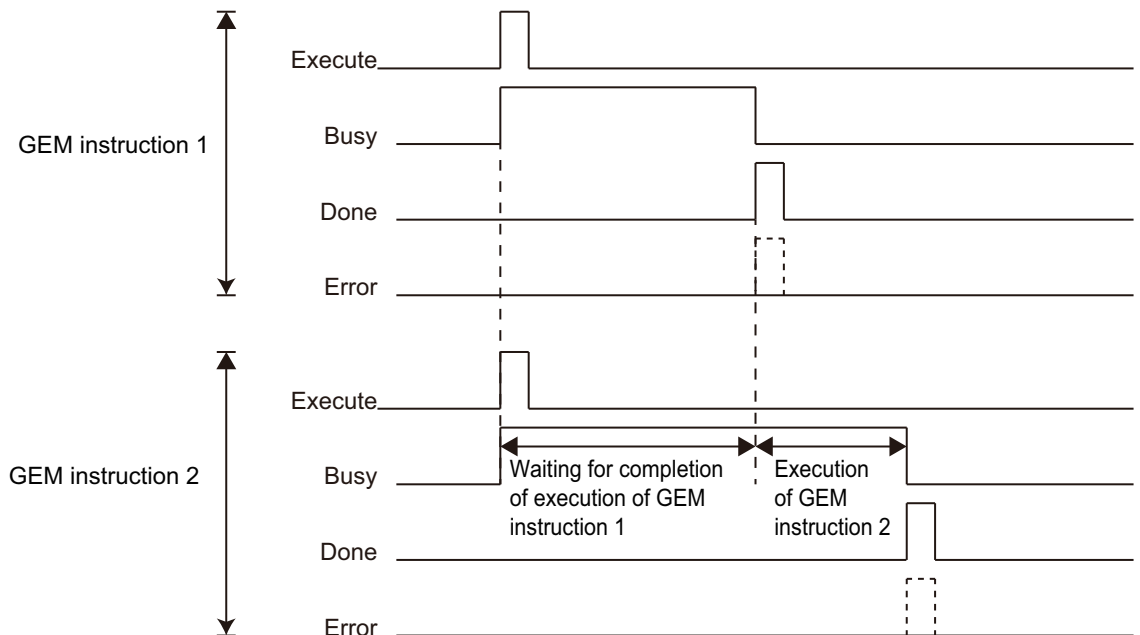 Execute
Busy
GEM instruction 1
Done
Error
Execute
GEM instruction 2
Busy
Waiting for completion
of execution of GEM
instruction 1
Execution
of GEM
instruction 2
Done
Error